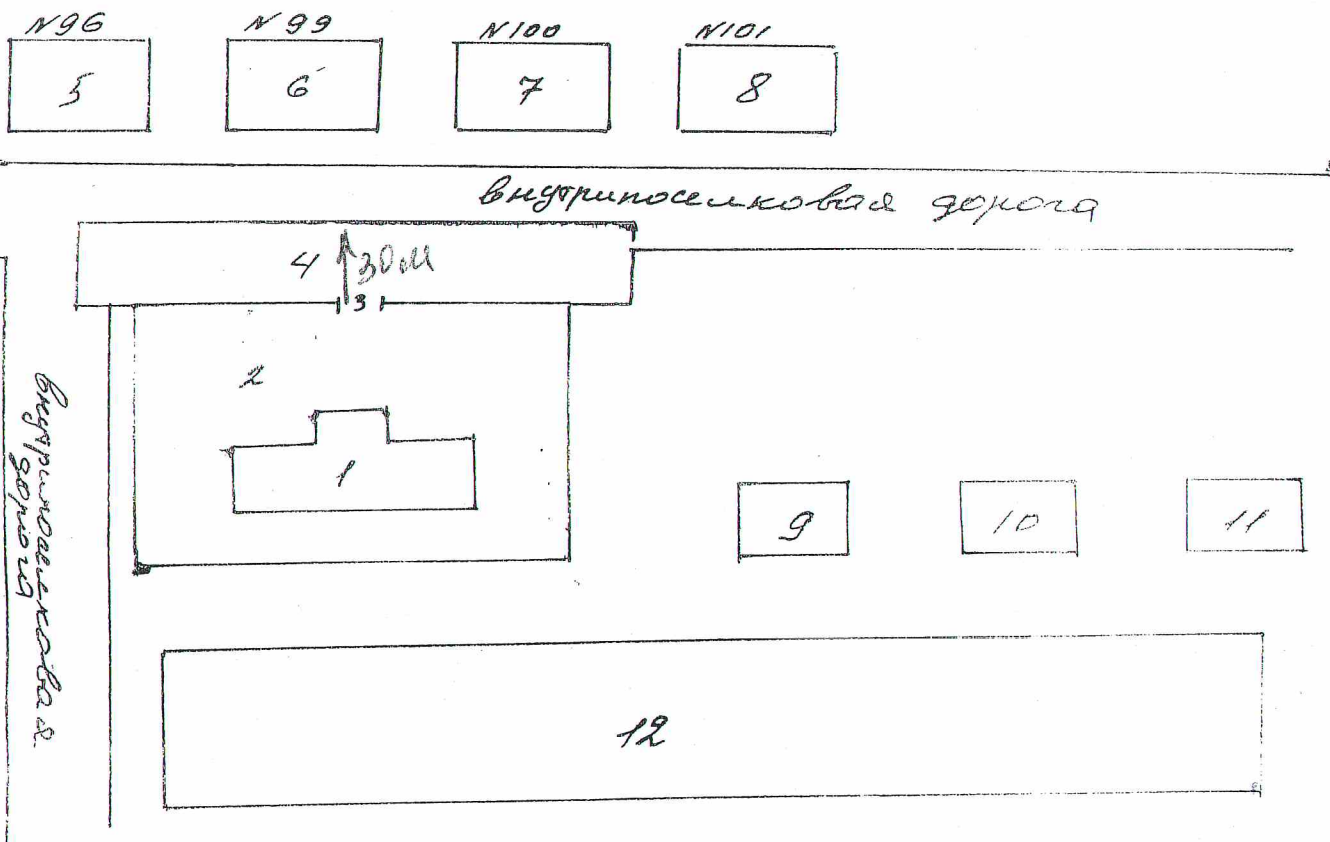 N96 N99 N100 N101
5 6 7 8
внутрипоселковая дорога
4 30м
3
2
1
внутрипоселковая
дорога
9 10 11
12